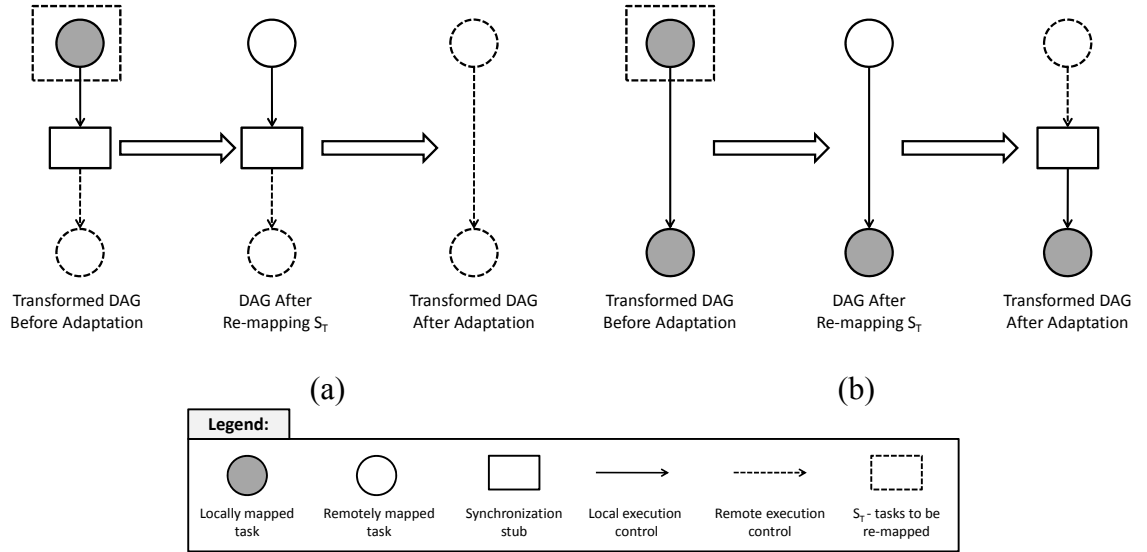 Transformed DAG
Before Adaptation
DAG After
Re-mapping S_T
Transformed DAG
After Adaptation
Transformed DAG
Before Adaptation
DAG After
Re-mapping S_T
Transformed DAG
After Adaptation
(a)
(b)
Legend:
Locally mapped
task
Remotely mapped
task
Synchronization
stub
Local execution
control
Remote execution
control
S_T - tasks to be
re-mapped